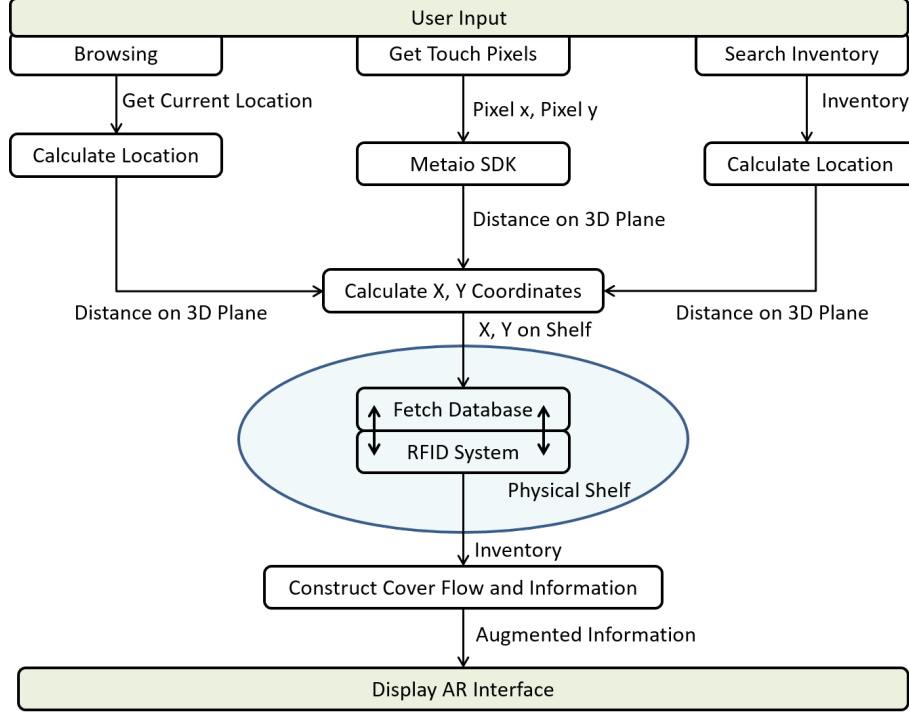 User Input
Browsing
Get Touch Pixels
Search Inventory
Get Current Location
Pixel x, Pixel y
Inventory
Calculate Location
Metaio SDK
Calculate Location
Distance on 3D Plane
Calculate X, Y Coordinates
Distance on 3D Plane
Distance on 3D Plane
X, Y on Shelf
Fetch Database
RFID System
Physical Shelf
Inventory
Construct Cover Flow and Information
Augmented Information
Display AR Interface